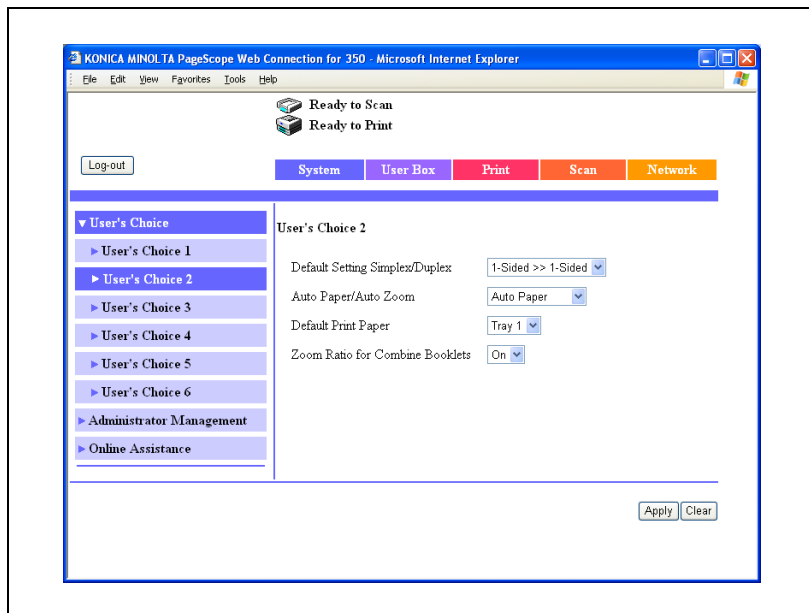 KONICA MINOLTA PageScope Web Connection for 350 - Microsoft Internet Explorer
File Edit View Favorites Tools Help
Ready to Scan
Ready to Print
Log-out
System User Box Print Scan Network
User's Choice
User's Choice 1
User's Choice 2
User's Choice 3
User's Choice 4
User's Choice 5
User's Choice 6
Administrator Management
Online Assistance
User's Choice 2
Default Setting Simplex/Duplex 1-Sided >> 1-Sided
Auto Paper/Auto Zoom Auto Paper
Default Print Paper Tray 1
Zoom Ratio for Combine Booklets On
Apply Clear